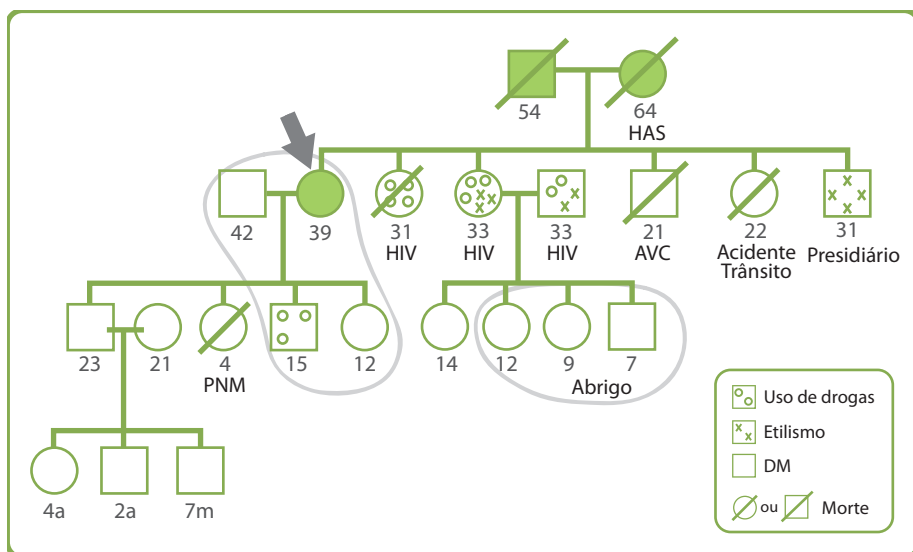 54 64
HAS
42 39 31 33 33 21 22 31
HIV HIV HIV AVC Acidente Presidiário
Trânsito
23 21 4 15 12 14 12 9 7
PNM Abrigo
4a 2a 7m
Uso de drogas
Etilismo
DM
ou Morte